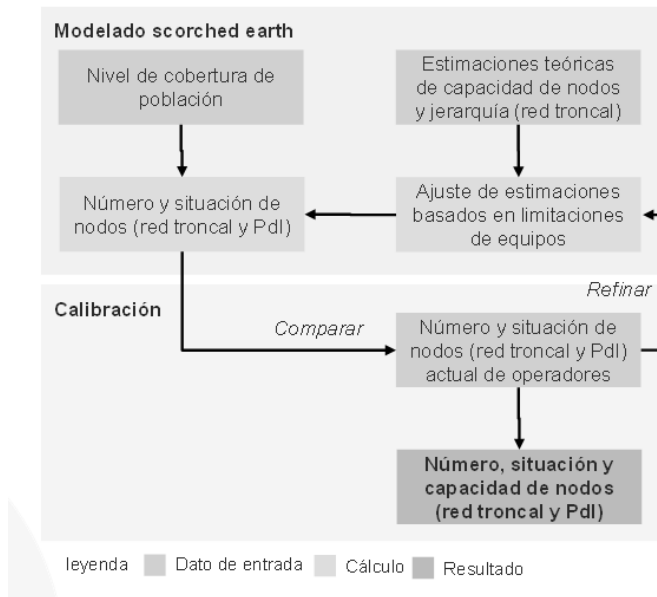 Modelado scorched earth
Nivel de cobertura de
población
Estimaciones teóricas
de capacidad de nodos
y jerarquía (red troncal)
Número y situación de
nodos (red troncal y PdI)
Ajuste de estimaciones
basados en limitaciones
de equipos
Refinar
Calibración
Comparar
Número y situación de
nodos (red troncal y PdI)
actual de operadores
Número, situación y
capacidad de nodos
(red troncal y PdI)
leyenda Dato de entrada Cálculo Resultado